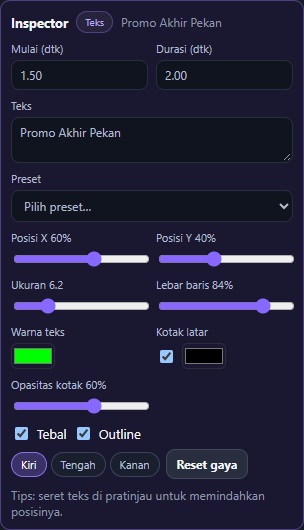 Inspector Teks Promo Akhir Pekan
Mulai (dtk) Durasi (dtk)
1.50 2.00
Teks
Promo Akhir Pekan
Preset
Pilih preset...
Posisi X 60% Posisi Y 40%
Ukuran 6.2 Lebar baris 84%
Warna teks Kotak latar
Opasitas kotak 60%
Tebal Outline
Kiri Tengah Kanan Reset gaya
Tips: seret teks di pratinjau untuk memindahkan
posisinya.